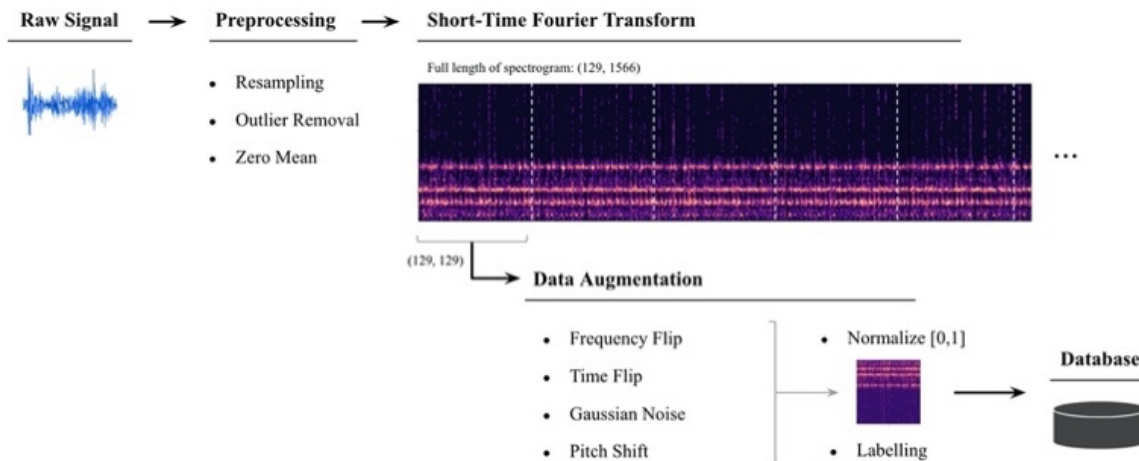 Raw Signal
Preprocessing
Short-Time Fourier Transform
Full length of spectrogram: (129, 1566)
• Resampling
• Outlier Removal
• Zero Mean
...
(129, 129)
Data Augmentation
• Frequency Flip
• Time Flip
• Gaussian Noise
• Pitch Shift
• Normalize [0,1]
• Labelling
Database